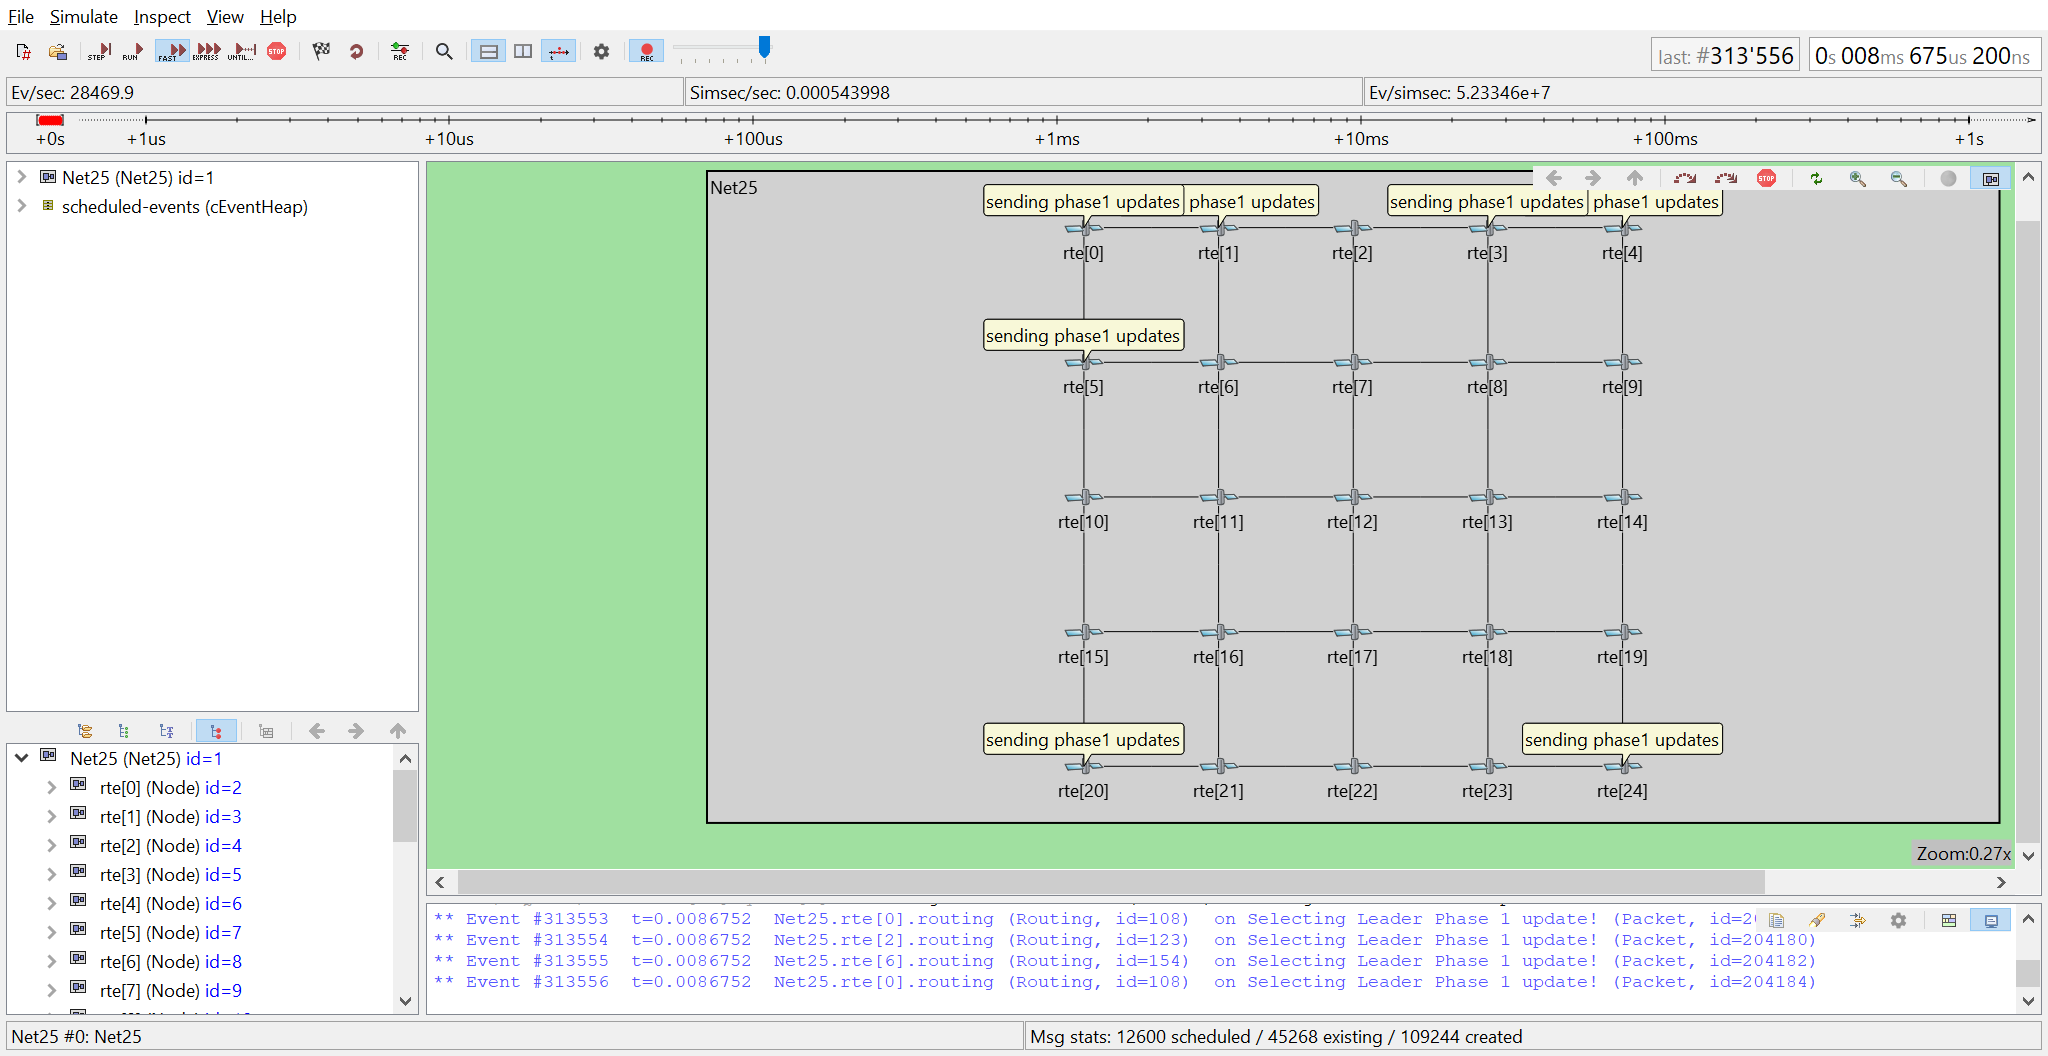 File Simulate Inspect View Help
STEP RUN FAST EXPRESS UNTIL... STOP REC REC
last: #313'556 0s 008ms 675us 200ns
Ev/sec: 28469.9 Simsec/sec: 0.000543998 Ev/simsec: 5.23346e+7
+0s +1us +10us +100us +1ms +10ms +100ms +1s
Net25 (Net25) id=1
scheduled-events (cEventHeap)
Net25
STOP
sending phase1 updates phase1 updates sending phase1 updates phase1 updates
rte[0] rte[1] rte[2] rte[3] rte[4]
sending phase1 updates
rte[5] rte[6] rte[7] rte[8] rte[9]
rte[10] rte[11] rte[12] rte[13] rte[14]
rte[15] rte[16] rte[17] rte[18] rte[19]
sending phase1 updates sending phase1 updates
rte[20] rte[21] rte[22] rte[23] rte[24]
Zoom:0.27x
Net25 (Net25) id=1
rte[0] (Node) id=2
rte[1] (Node) id=3
rte[2] (Node) id=4
rte[3] (Node) id=5
rte[4] (Node) id=6
rte[5] (Node) id=7
rte[6] (Node) id=8
rte[7] (Node) id=9
** Event #313553 t=0.0086752 Net25.rte[0].routing (Routing, id=108) on Selecting Leader Phase 1 update! (Packet, id=20
** Event #313554 t=0.0086752 Net25.rte[2].routing (Routing, id=123) on Selecting Leader Phase 1 update! (Packet, id=204180)
** Event #313555 t=0.0086752 Net25.rte[6].routing (Routing, id=154) on Selecting Leader Phase 1 update! (Packet, id=204182)
** Event #313556 t=0.0086752 Net25.rte[0].routing (Routing, id=108) on Selecting Leader Phase 1 update! (Packet, id=204184)
Net25 #0: Net25 Msg stats: 12600 scheduled / 45268 existing / 109244 created